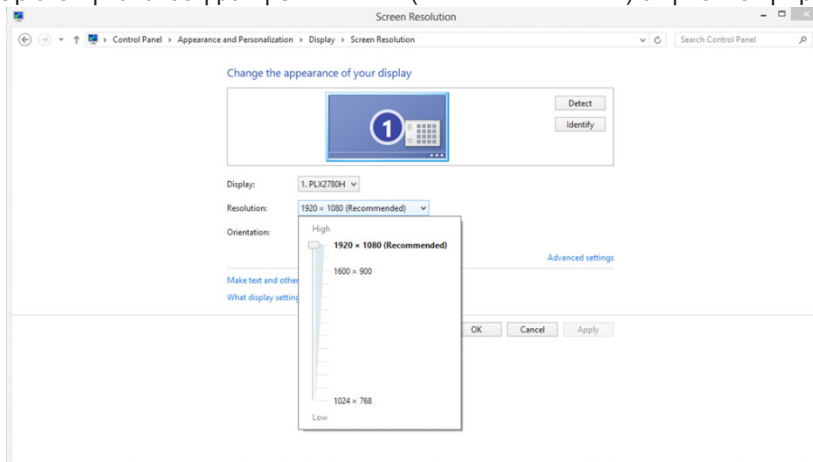 Screen Resolution
Control Panel ▸ Appearance and Personalization ▸ Display ▸ Screen Resolution
Search Control Panel
Change the appearance of your display
1
Detect
Identify
Display: 1. PLX2780H
Resolution: 1920 × 1080 (Recommended)
Orientation:
High
1920 × 1080 (Recommended)
1600 × 900
1024 × 768
Low
Advanced settings
Make text and other
What display setting
OK Cancel Apply